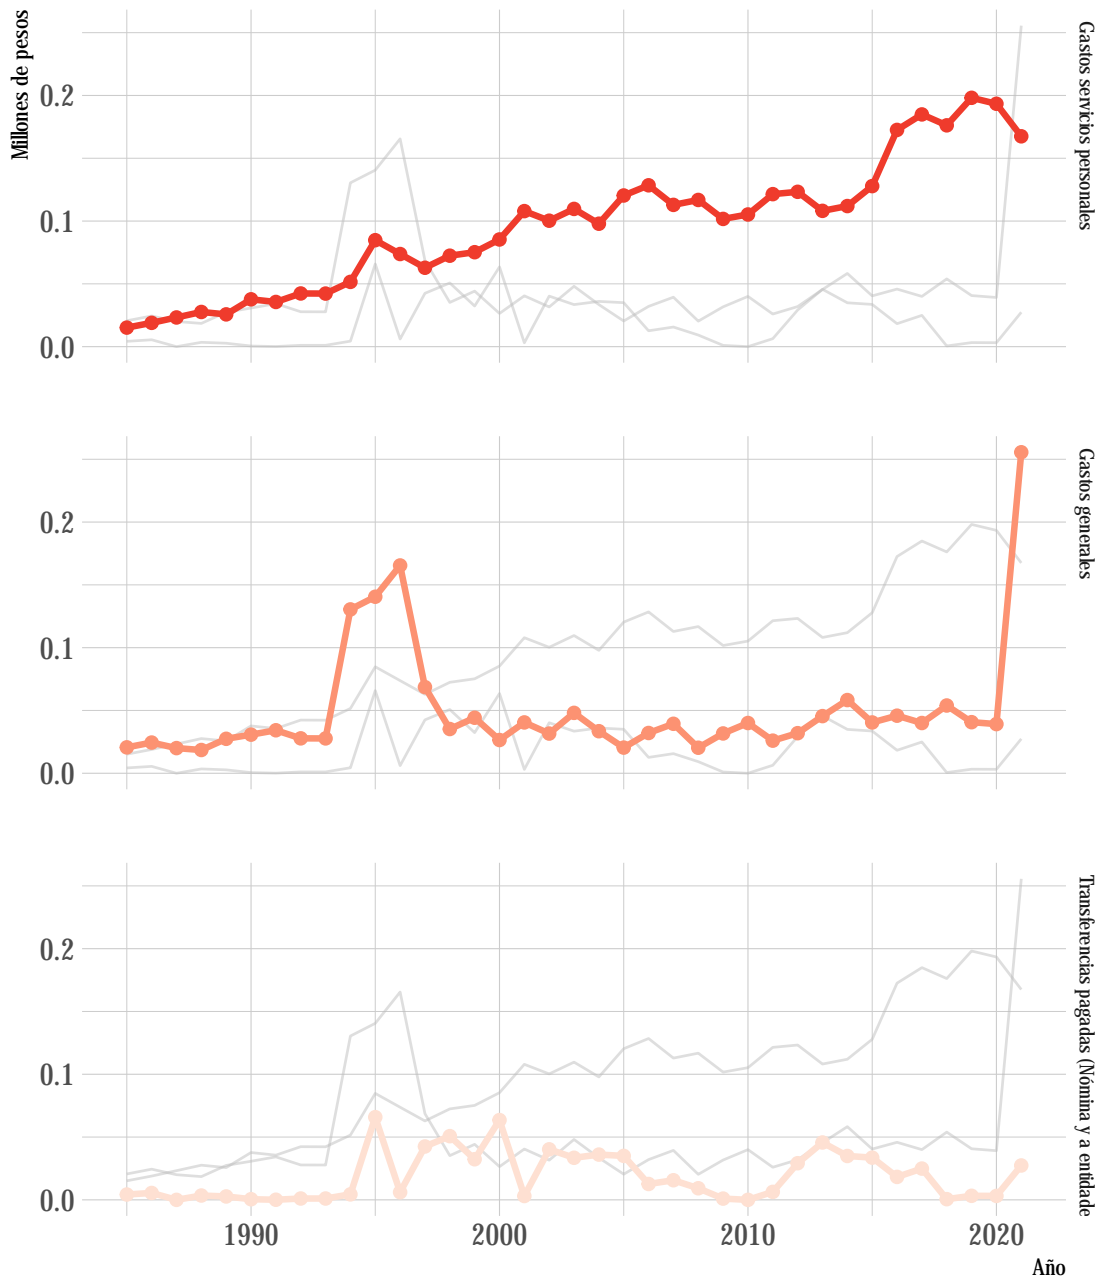 Millones de pesos
0.2
0.1
0.0
Gastos servicios personales
0.2
0.1
0.0
Gastos generales
0.2
0.1
0.0
Transferencias pagadas (Nómina y a entidade
1990
2000
2010
2020
Año